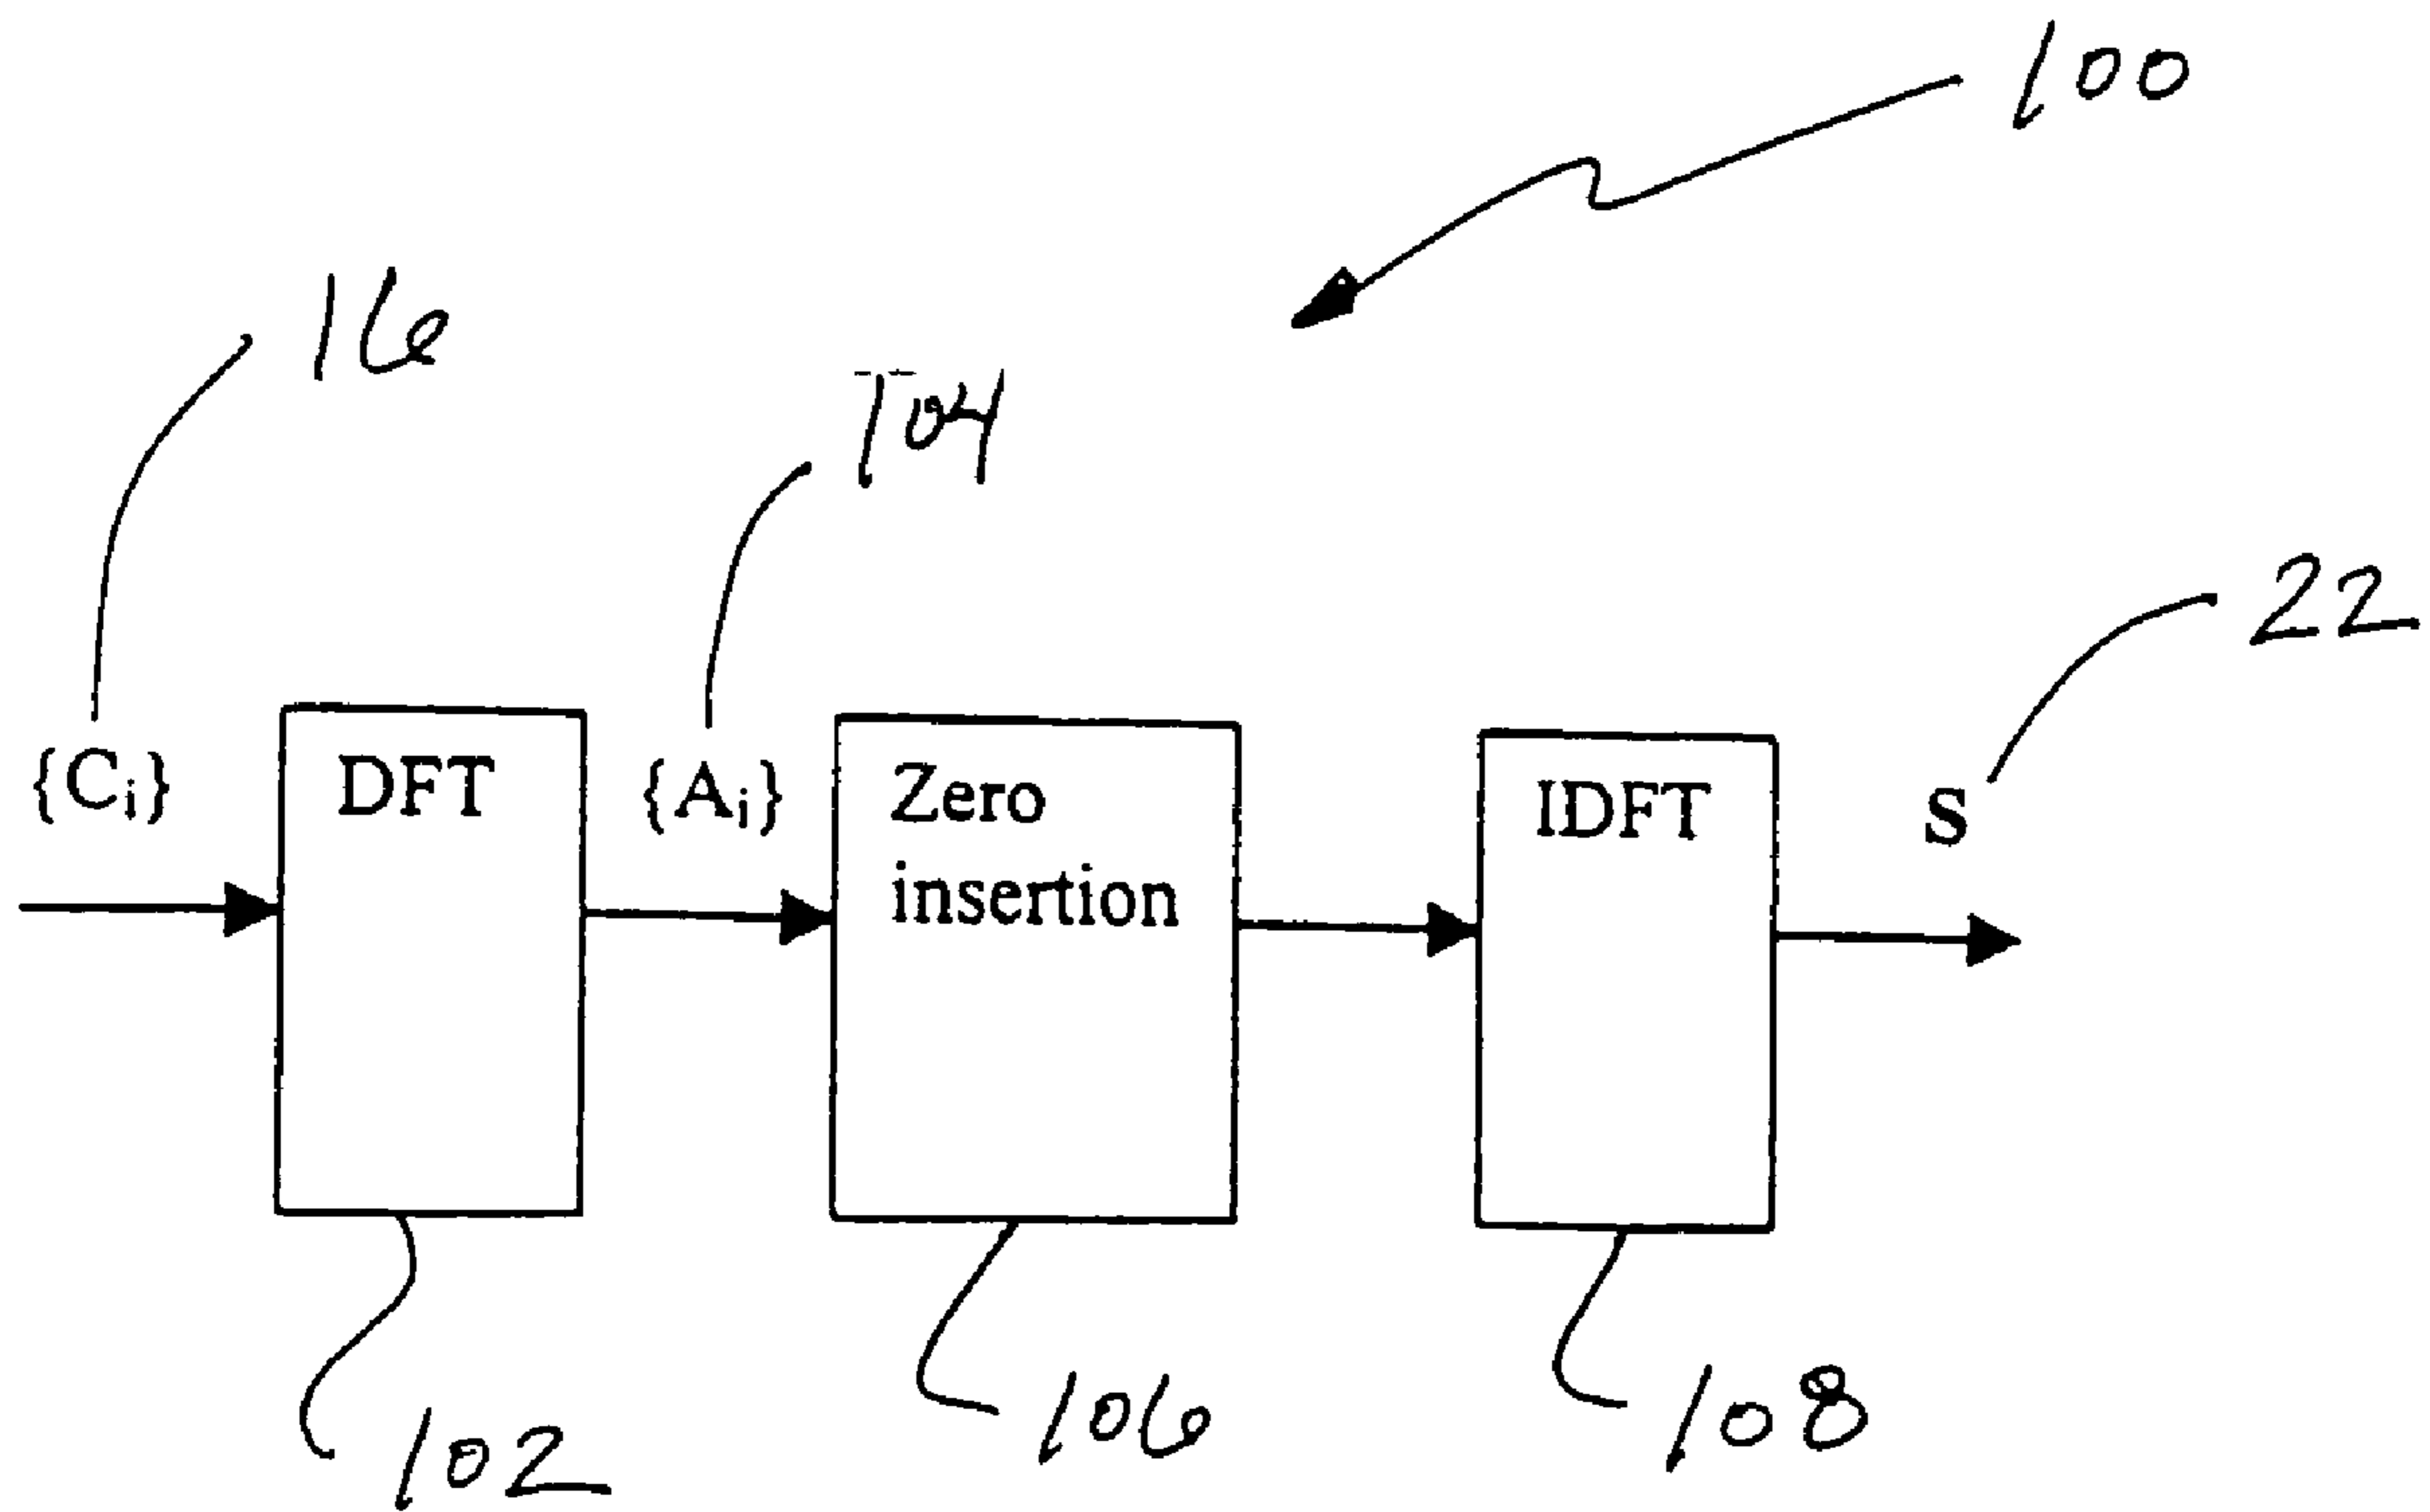 100
16
104
22
{Ci}
DFT
{Ai}
Zero
insertion
IDFT
S
102
106
108